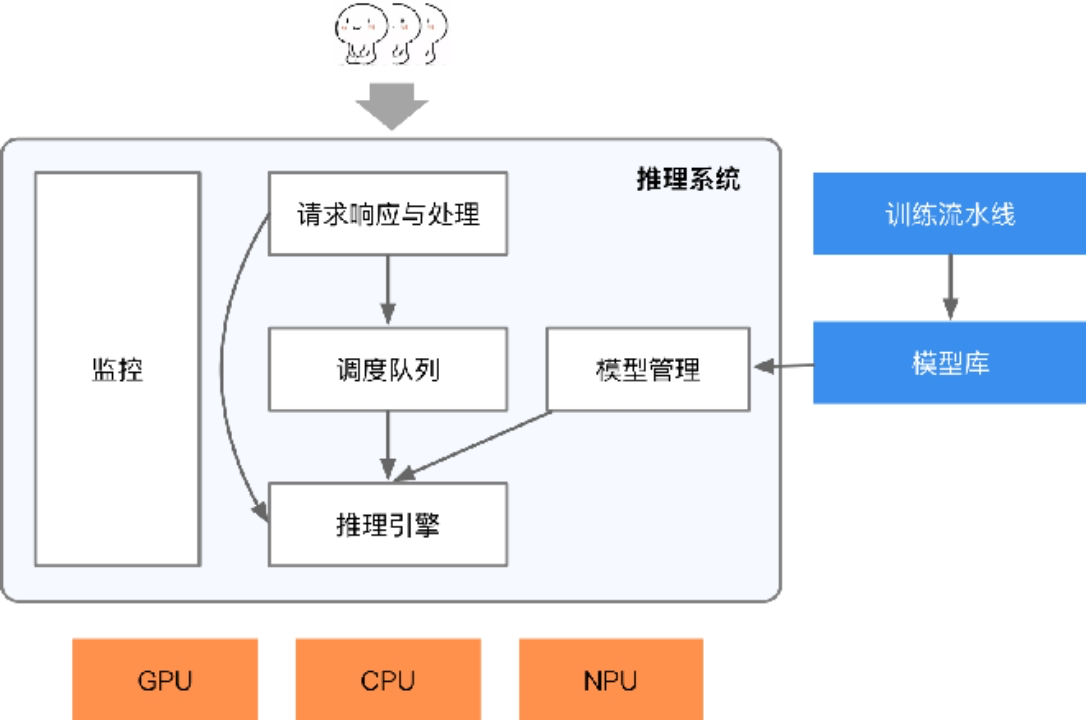 推理系统
请求响应与处理
训练流水线
监控
调度队列
模型管理
模型库
推理引擎
GPU
CPU
NPU